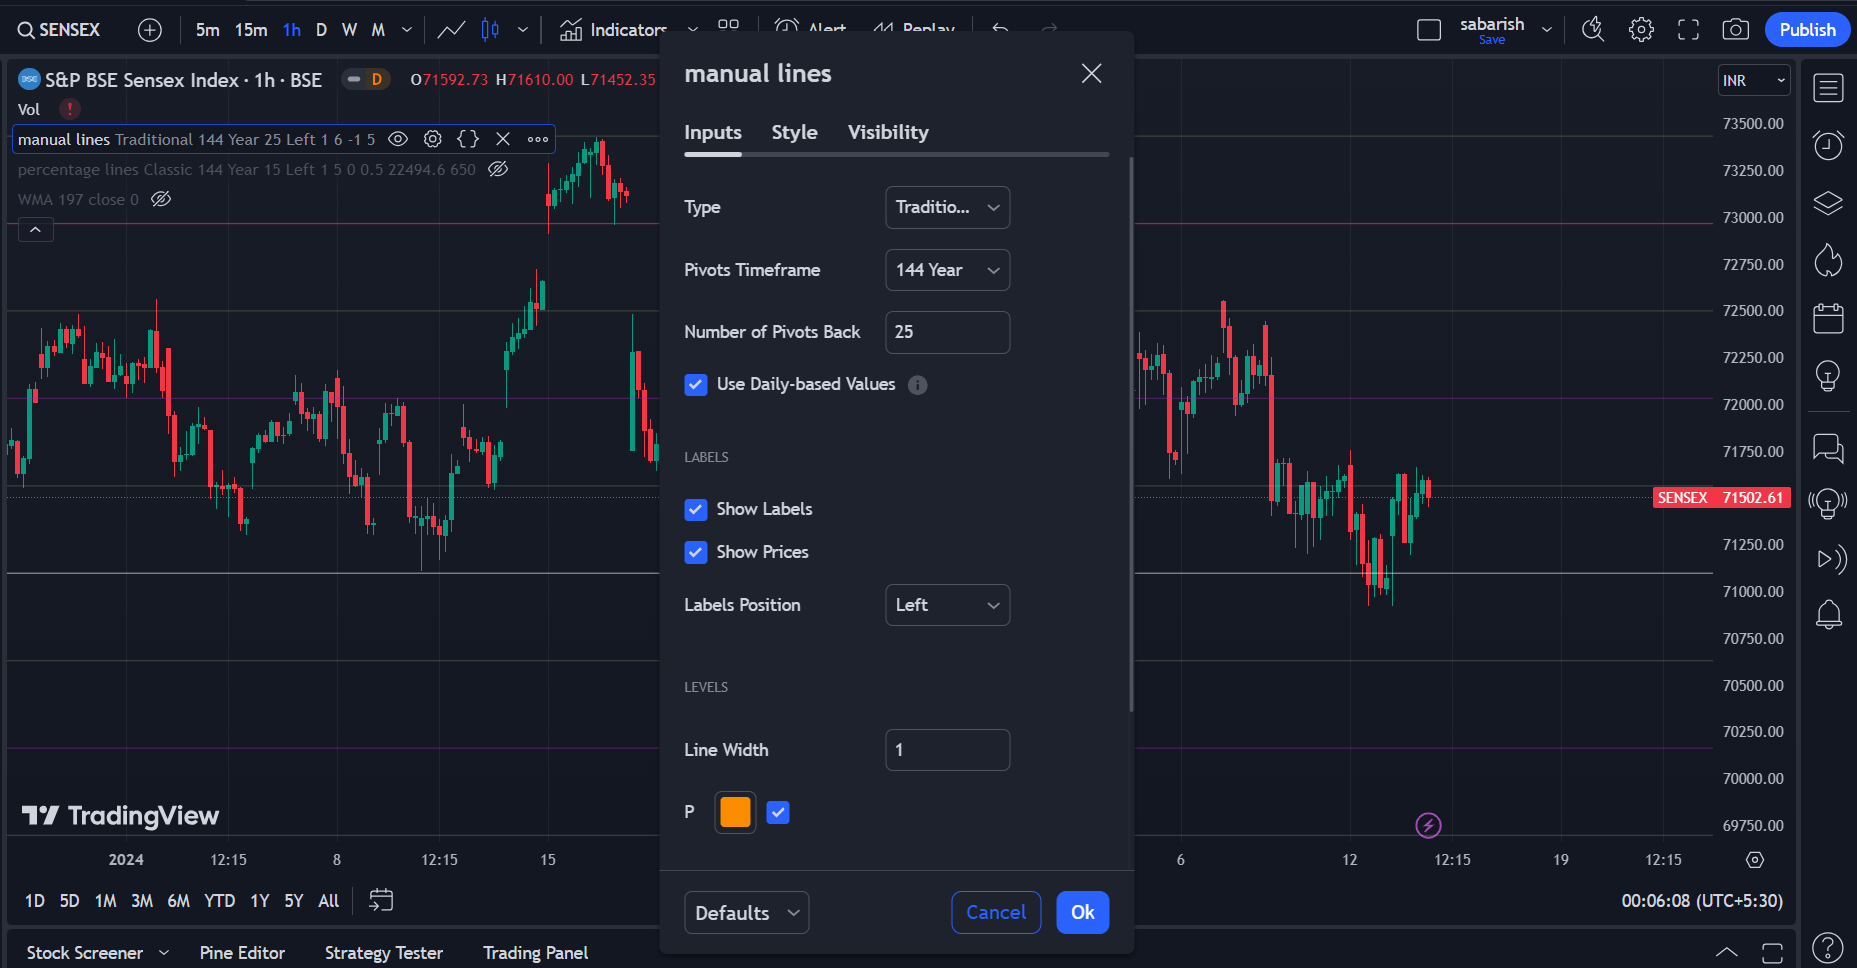 SENSEX 5m 15m 1h D W M Indicators Alert Replay sabarish Save Publish
S&P BSE Sensex Index · 1h · BSE D O71592.73 H71610.00 L71452.35
INR
Vol
manual lines Traditional 144 Year 25 Left 1 6 -1 5
percentage lines Classic 144 Year 15 Left 1 5 0 0.5 22494.6 650
WMA 197 close 0
manual lines
Inputs Style Visibility
Type Traditio...
Pivots Timeframe 144 Year
Number of Pivots Back 25
Use Daily-based Values
LABELS
Show Labels
Show Prices
Labels Position Left
LEVELS
Line Width 1
P
Defaults Cancel Ok
73500.00
73250.00
73000.00
72750.00
72500.00
72250.00
72000.00
71750.00
SENSEX 71502.61
71250.00
71000.00
70750.00
70500.00
70250.00
70000.00
69750.00
TradingView
2024 12:15 8 12:15 15 6 12 12:15 19 12:15
1D 5D 1M 3M 6M YTD 1Y 5Y All
00:06:08 (UTC+5:30)
Stock Screener Pine Editor Strategy Tester Trading Panel